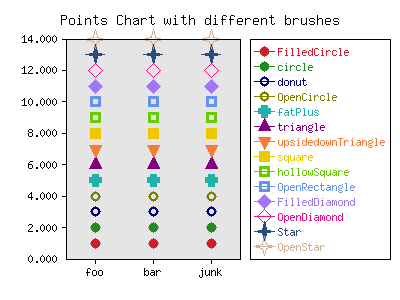 Points Chart with different brushes
14.000
12.000
10.000
8.000
6.000
4.000
2.000
0.000
foo bar junk
FilledCircle
circle
donut
OpenCircle
fatPlus
triangle
upsidedownTriangle
square
hollowSquare
OpenRectangle
FilledDiamond
OpenDiamond
Star
OpenStar